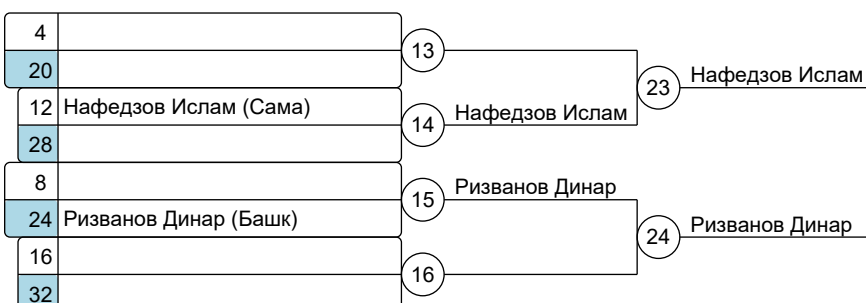 4
20
13
12 Нафедзов Ислам (Сама)
28
14
Нафедзов Ислам
23
Нафедзов Ислам
8
24 Ризванов Динар (Башк)
15
Ризванов Динар
16
32
16
24
Ризванов Динар